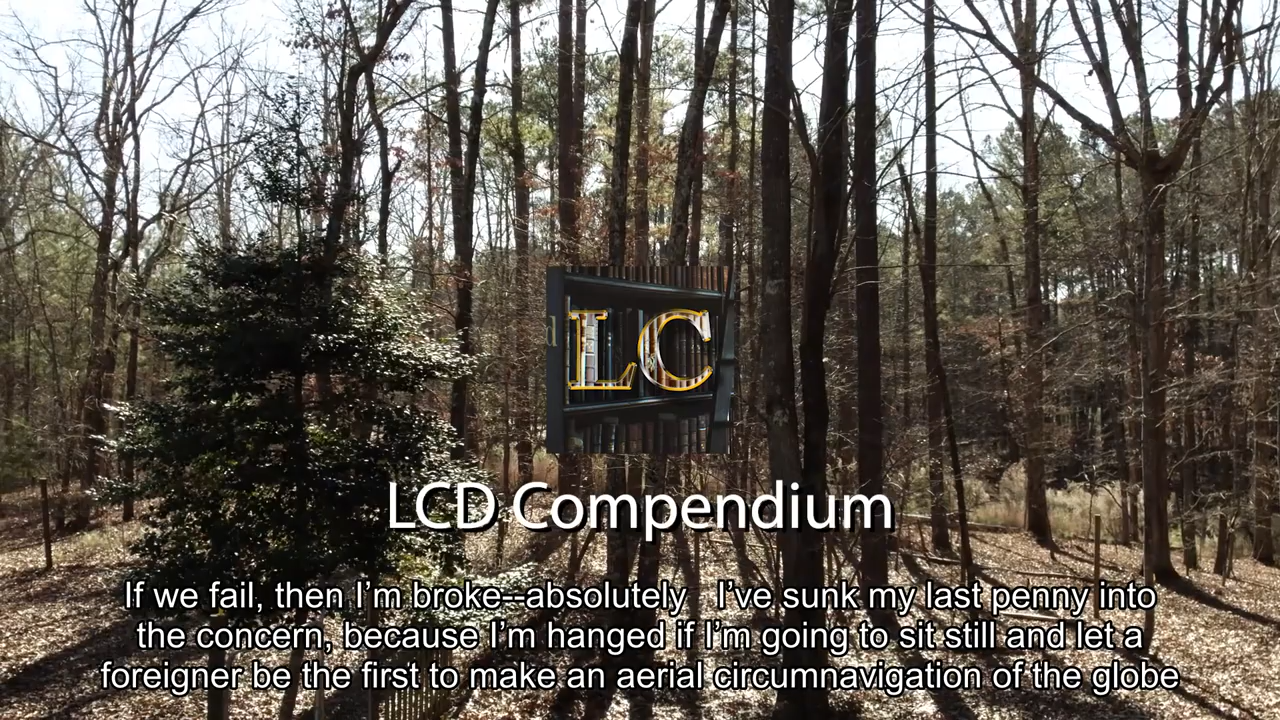 LC
LCD Compendium
If we fail, then I'm broke--absolutely I've sunk my last penny into
the concern, because I'm hanged if I'm going to sit still and let a
foreigner be the first to make an aerial circumnavigation of the globe